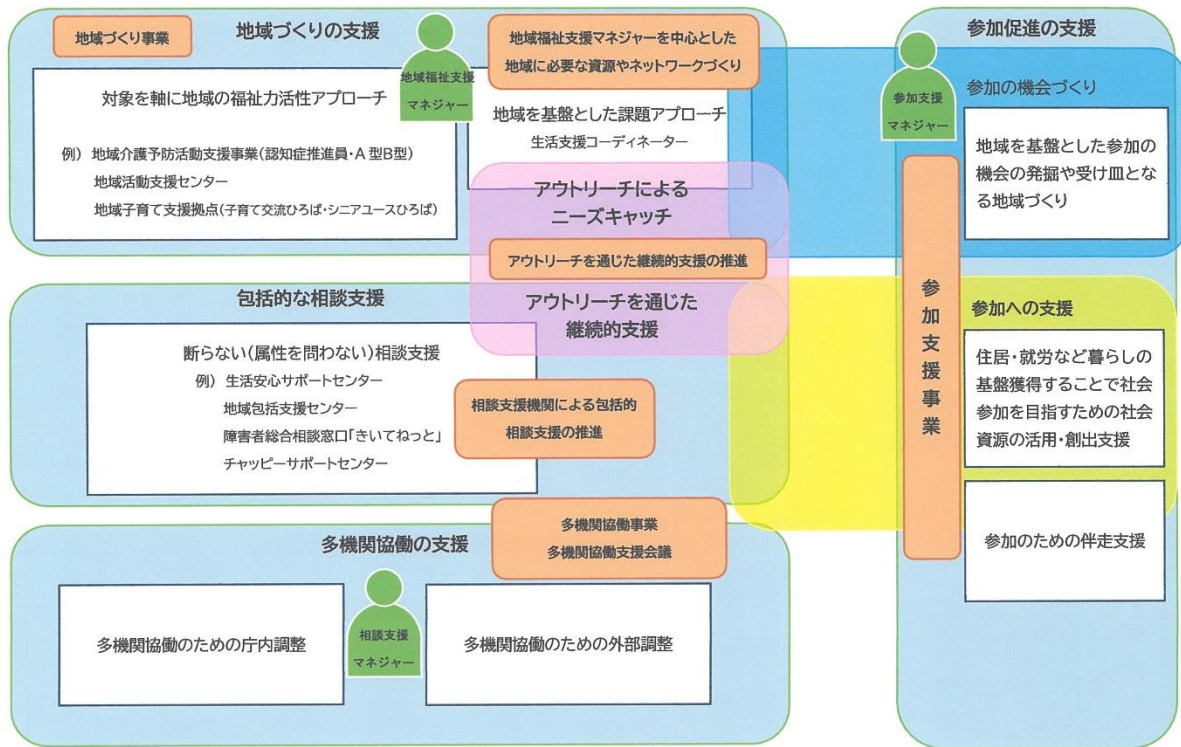 地域づくりの支援
地域づくり事業
地域福祉支援
マネジャー
地域福祉支援マネジャーを中心とした
地域に必要な資源やネットワークづくり
対象を軸に地域の福祉力活性アプローチ
例) 地域介護予防活動支援事業(認知症推進員・A型B型)
地域活動支援センター
地域子育て支援拠点(子育て交流ひろば・シニアユースひろば)
地域を基盤とした課題アプローチ
生活支援コーディネーター
アウトリーチによる
ニーズキャッチ
アウトリーチを通じた継続的支援の推進
アウトリーチを通じた
継続的支援
包括的な相談支援
断らない(属性を問わない)相談支援
例) 生活安心サポートセンター
地域包括支援センター
障害者総合相談窓口「きいてねっと」
チャッピーサポートセンター
相談支援機関による包括的
相談支援の推進
多機関協働の支援
多機関協働事業
多機関協働支援会議
多機関協働のための庁内調整
相談支援
マネジャー
多機関協働のための外部調整
参加促進の支援
参加支援
マネジャー
参加の機会づくり
地域を基盤とした参加の
機会の発掘や受け皿とな
る地域づくり
参加支援事業
参加への支援
住居・就労など暮らしの
基盤獲得することで社会
参加を目指すための社会
資源の活用・創出支援
参加のための伴走支援